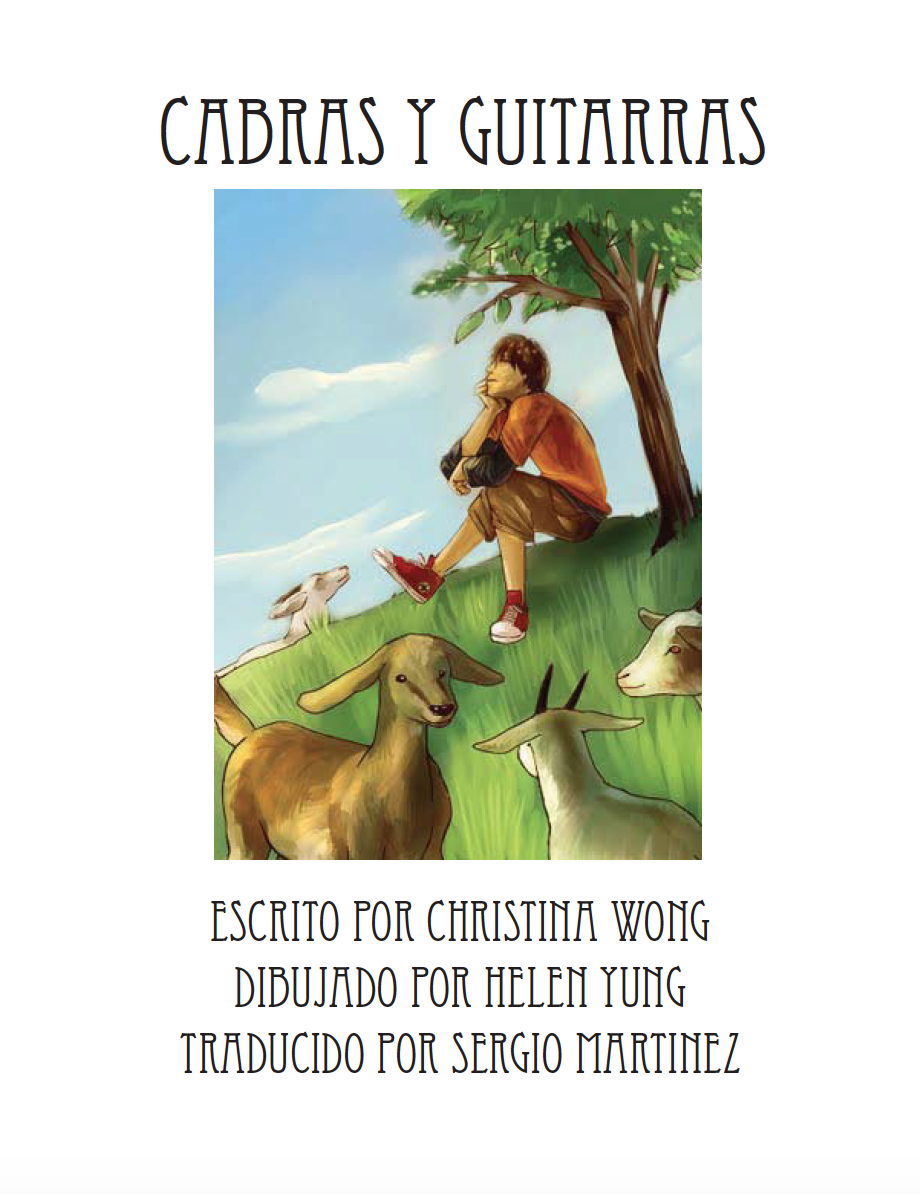 CABRAS Y GUITARRAS
ESCRITO POR CHRISTINA WONG
DIBUJADO POR HELEN YUNG
TRADUCIDO POR SERGIO MARTINEZ